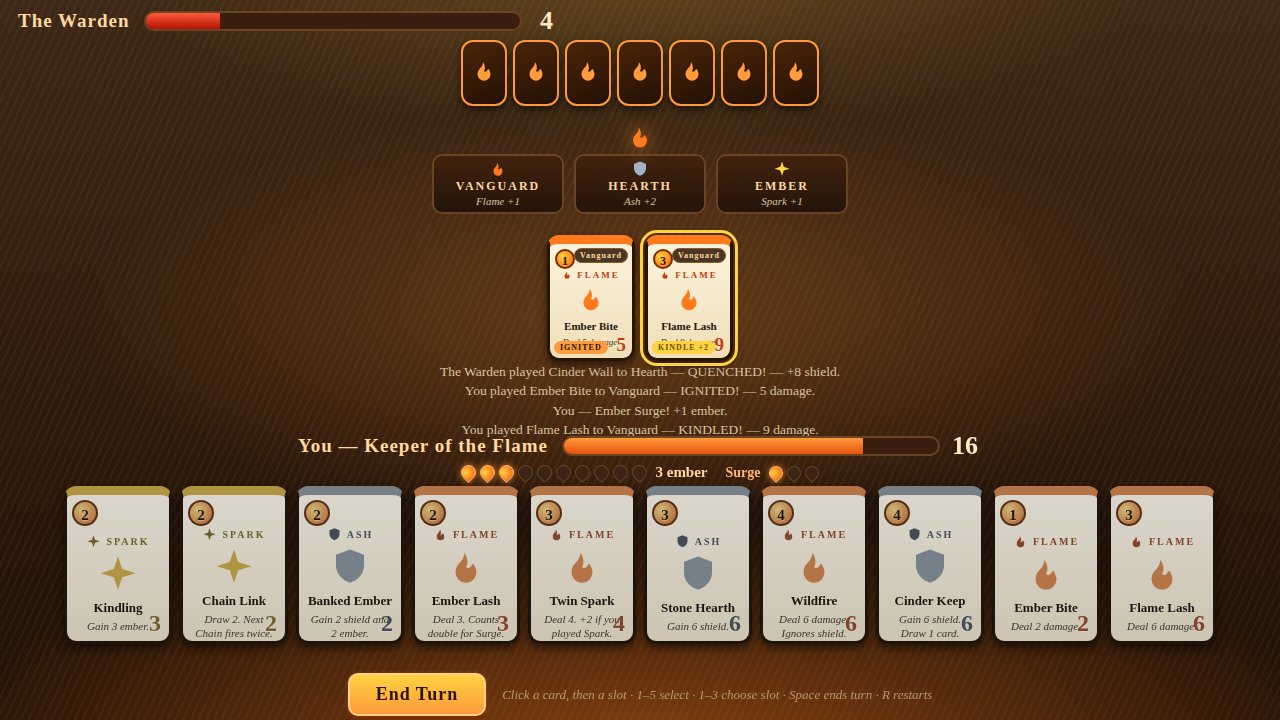 The Warden
4
VANGUARD
Flame +1
HEARTH
Ash +2
EMBER
Spark +1
1
Vanguard
FLAME
Ember Bite
IGNITED
5
3
Vanguard
FLAME
Flame Lash
KINDLE +2
9
The Warden played Cinder Wall to Hearth — QUENCHED! — +8 shield.
You played Ember Bite to Vanguard — IGNITED! — 5 damage.
You — Ember Surge! +1 ember.
You played Flame Lash to Vanguard — KINDLED! — 9 damage.
You — Keeper of the Flame
16
3 ember
Surge
2
SPARK
Kindling
Gain 3 ember.
3
2
SPARK
Chain Link
Draw 2. Next
Chain fires twice.
2
2
ASH
Banked Ember
Gain 2 shield and
2 ember.
2
2
FLAME
Ember Lash
Deal 3. Counts
double for Surge.
3
3
FLAME
Twin Spark
Deal 4. +2 if you
played Spark.
4
3
ASH
Stone Hearth
Gain 6 shield.
6
4
FLAME
Wildfire
Deal 6 damage.
Ignores shield.
6
4
ASH
Cinder Keep
Gain 6 shield.
Draw 1 card.
6
1
FLAME
Ember Bite
Deal 2 damage.
2
3
FLAME
Flame Lash
Deal 6 damage.
6
End Turn
Click a card, then a slot · 1–5 select · 1–3 choose slot · Space ends turn · R restarts